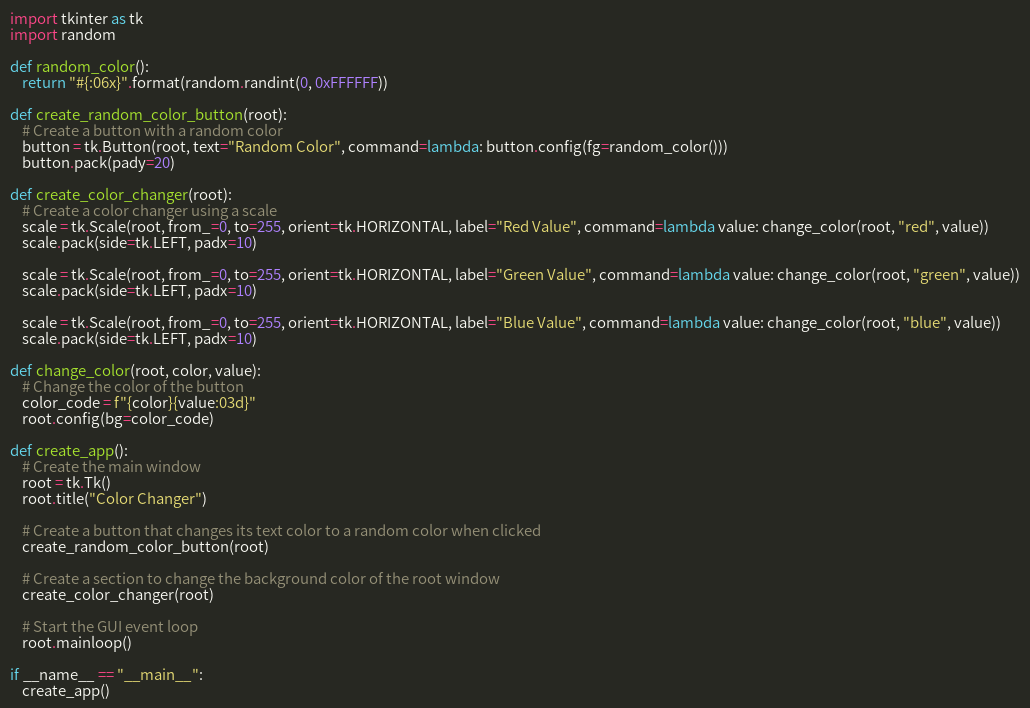 import tkinter as tk
import random

def random_color():
    return "#{:06x}".format(random.randint(0, 0xFFFFFF))

def create_random_color_button(root):
    # Create a button with a random color
    button = tk.Button(root, text="Random Color", command=lambda: button.config(fg=random_color()))
    button.pack(pady=20)

def create_color_changer(root):
    # Create a color changer using a scale
    scale = tk.Scale(root, from_=0, to=255, orient=tk.HORIZONTAL, label="Red Value", command=lambda value: change_color(root, "red", value))
    scale.pack(side=tk.LEFT, padx=10)

    scale = tk.Scale(root, from_=0, to=255, orient=tk.HORIZONTAL, label="Green Value", command=lambda value: change_color(root, "green", value))
    scale.pack(side=tk.LEFT, padx=10)

    scale = tk.Scale(root, from_=0, to=255, orient=tk.HORIZONTAL, label="Blue Value", command=lambda value: change_color(root, "blue", value))
    scale.pack(side=tk.LEFT, padx=10)

def change_color(root, color, value):
    # Change the color of the button
    color_code = f"{color}{value:03d}"
    root.config(bg=color_code)

def create_app():
    # Create the main window
    root = tk.Tk()
    root.title("Color Changer")

    # Create a button that changes its text color to a random color when clicked
    create_random_color_button(root)

    # Create a section to change the background color of the root window
    create_color_changer(root)

    # Start the GUI event loop
    root.mainloop()

if __name__ == "__main__":
    create_app()